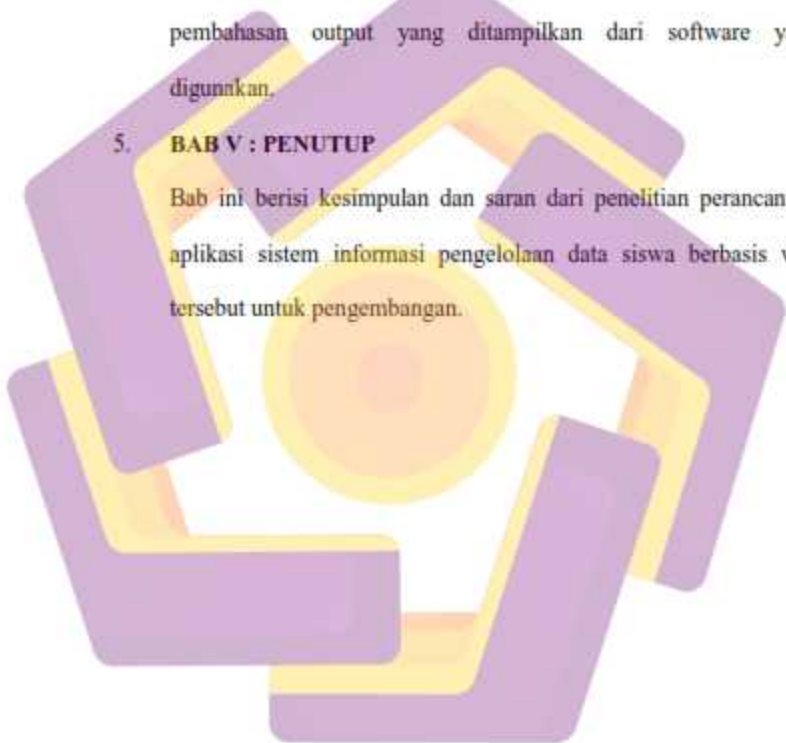 pembahasan output yang ditampilkan dari software
digunakan.
5. BAB V : PENUTUP
Bab ini berisi kesimpulan dan saran dari penelitian
aplikasi sistem informasi pengelolaan data siswa berbasis
tersebut untuk pengembangan.